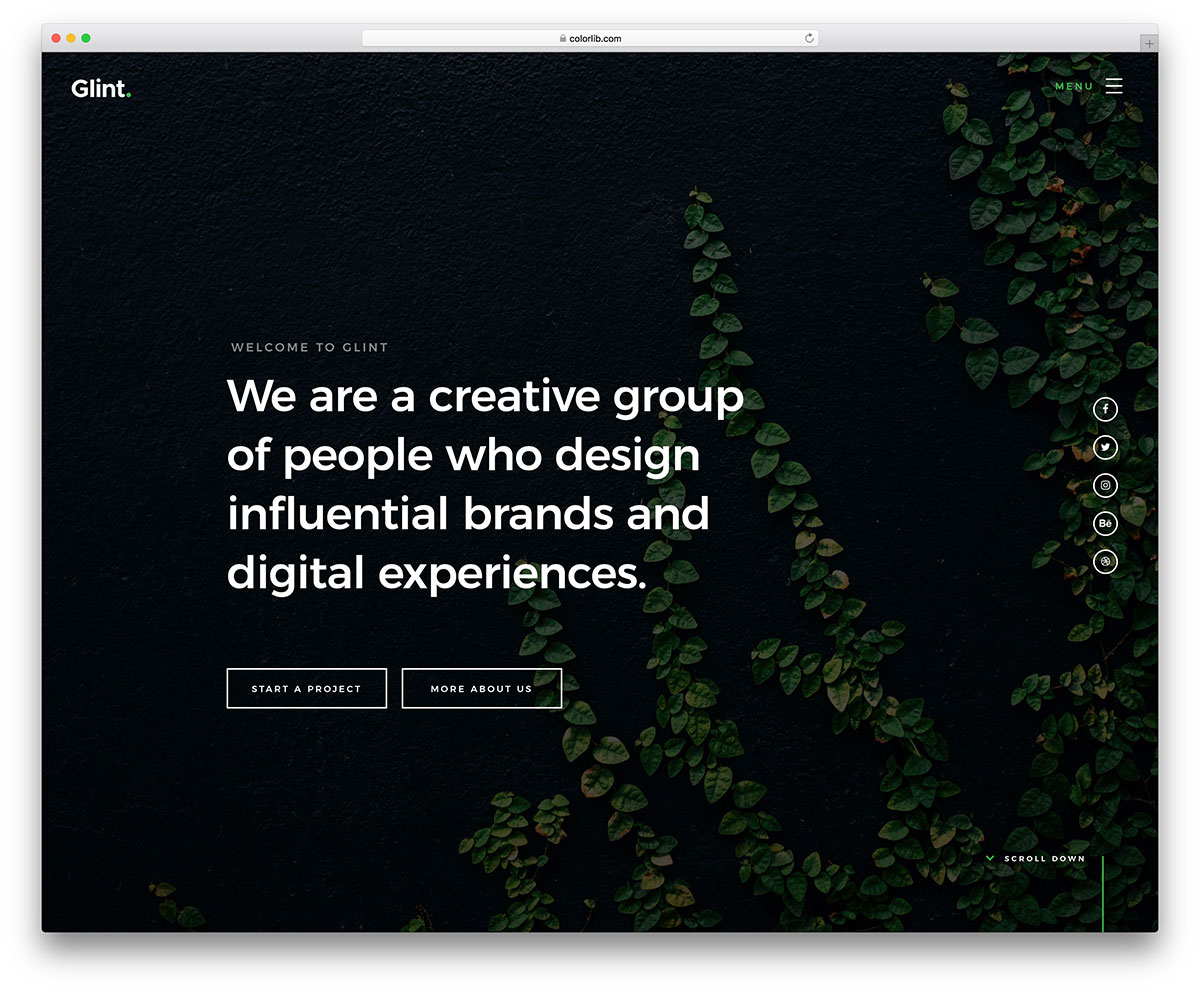 colorlib.com
Glint.
MENU
WELCOME TO GLINT
We are a creative group
of people who design
influential brands and
digital experiences.
Bē
START A PROJECT
MORE ABOUT US
SCROLL DOWN